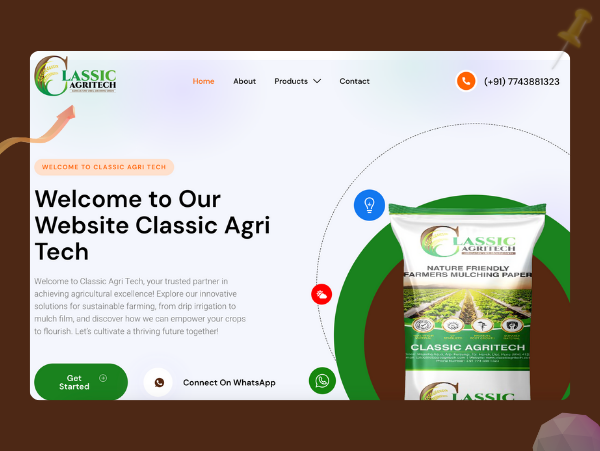 CLASSIC
AGRITECH
Home
About
Products
Contact
(+91) 7743881323
WELCOME TO CLASSIC AGRI TECH
Welcome to Our
Website Classic Agri
Tech
Welcome to Classic Agri Tech, your trusted partner in
achieving agricultural excellence! Explore our innovative
solutions for sustainable farming, from drip irrigation to
mulch film, and discover how we can empower your crops
to flourish. Let's cultivate a thriving future together!
Get
Started
Connect On WhatsApp
CLASSIC
AGRITECH
NATURE FRIENDLY
FARMERS MULCHING PAPER
CLASSIC AGRITECH
CLASSIC